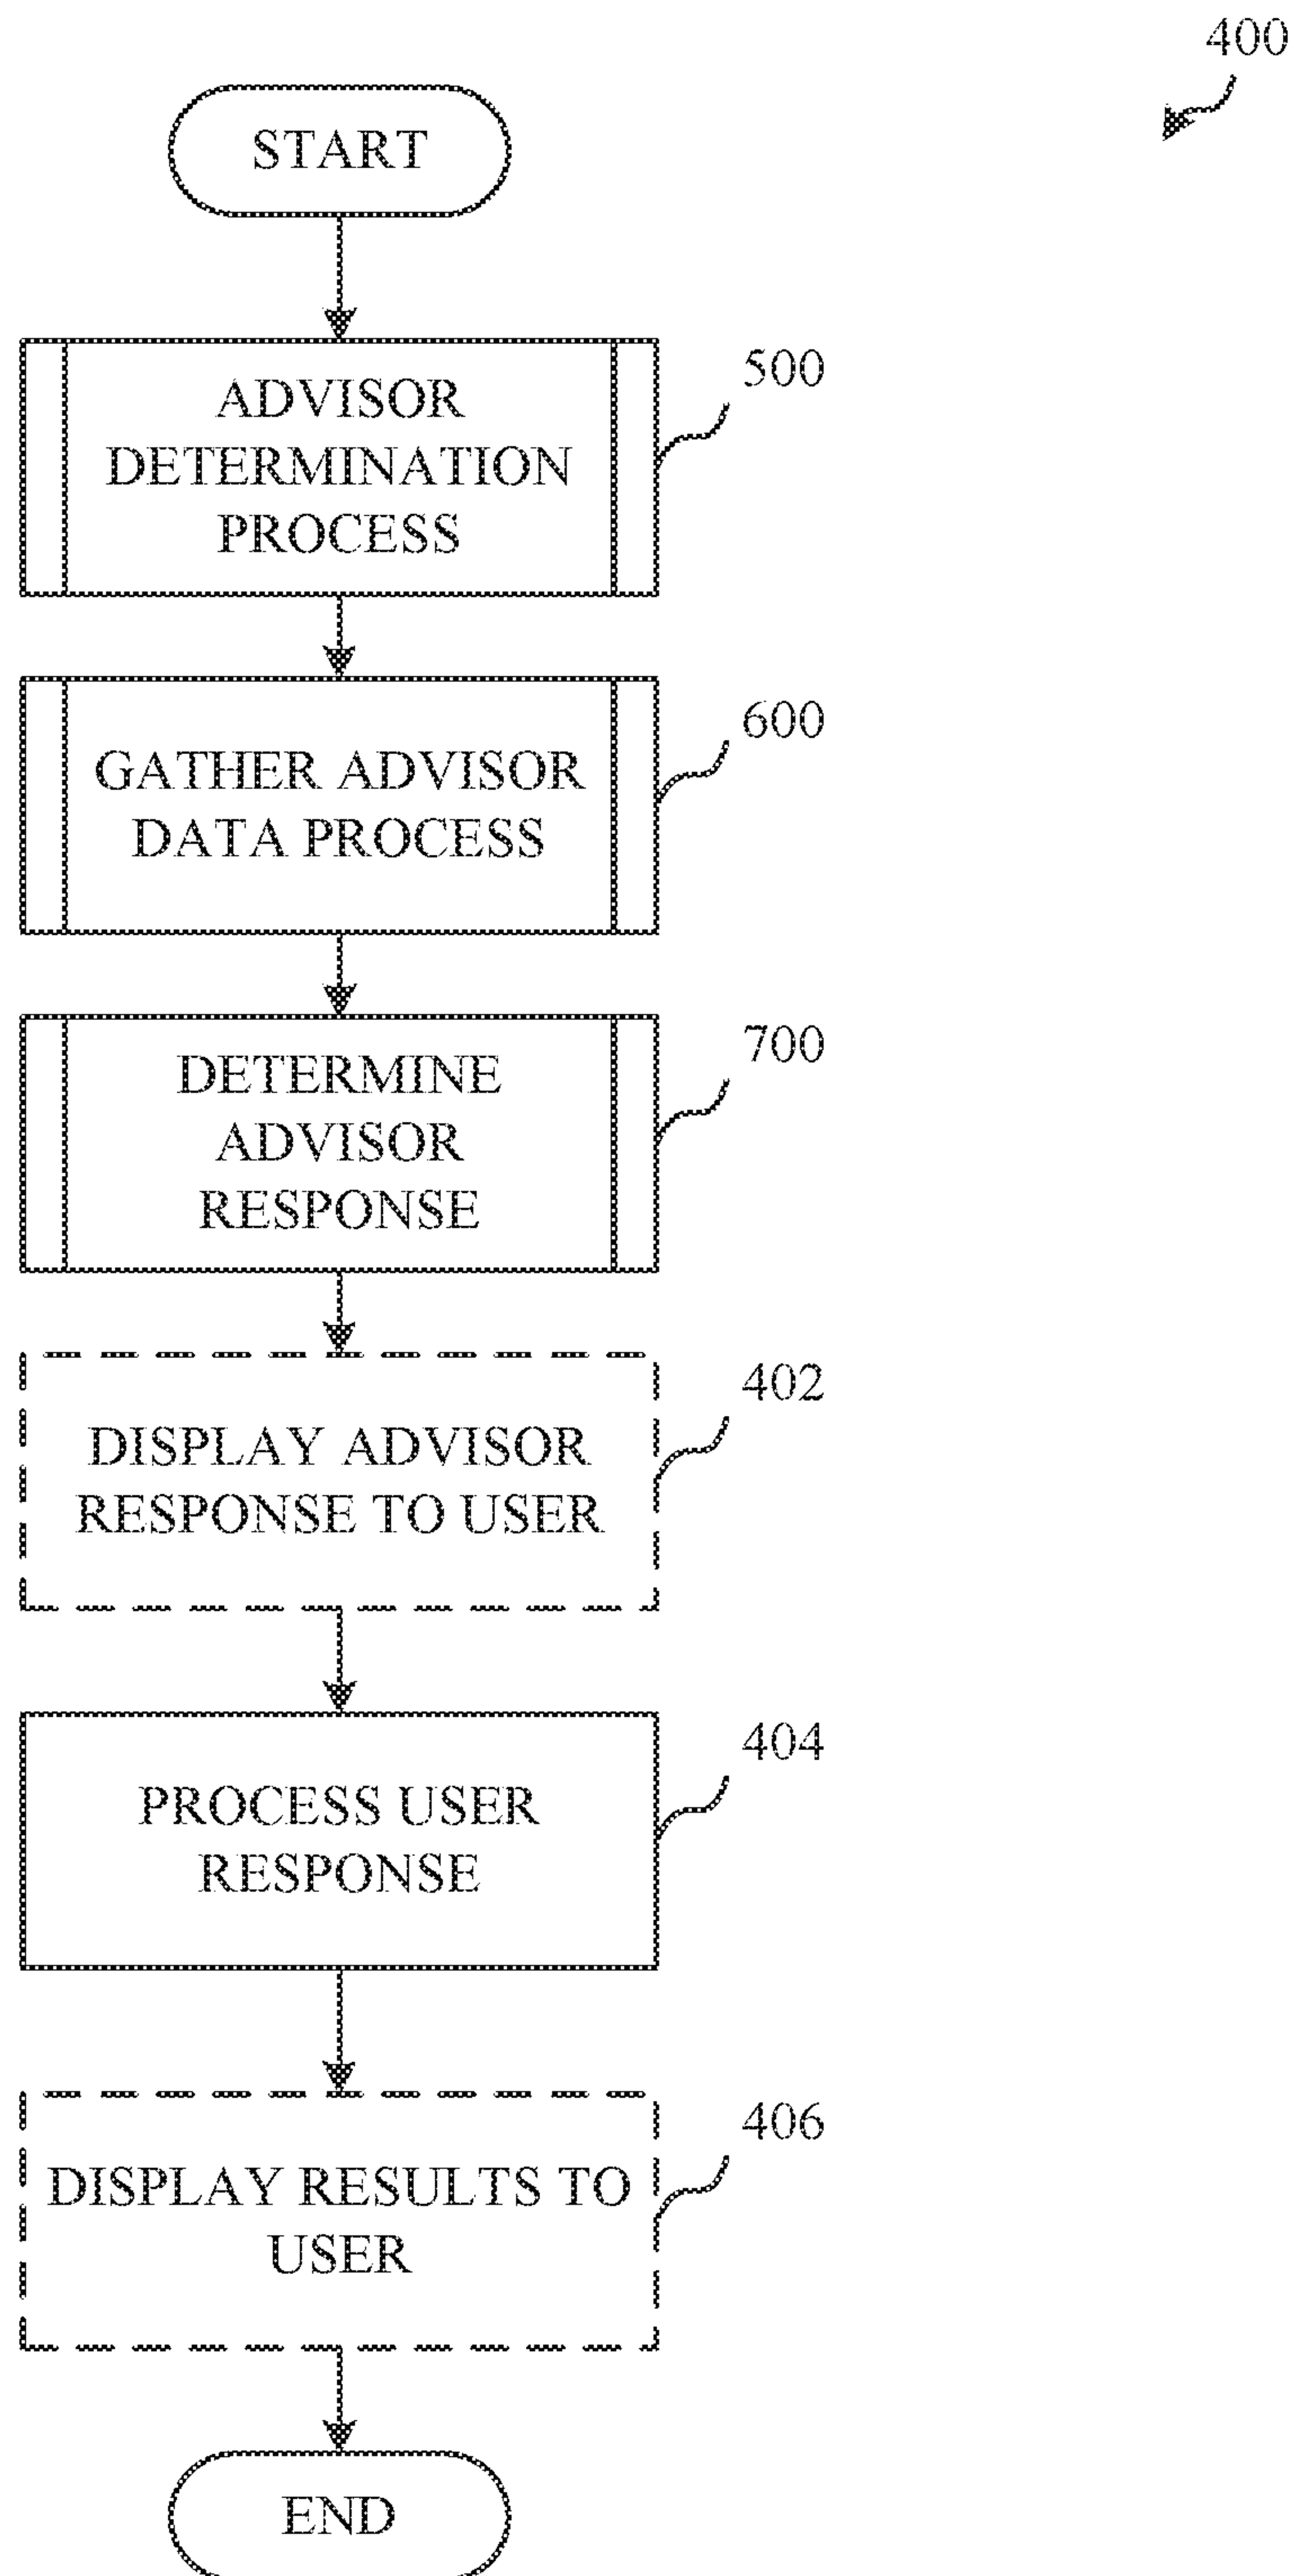 400
START
ADVISOR
DETERMINATION
PROCESS
500
GATHER ADVISOR
DATA PROCESS
600
DETERMINE
ADVISOR
RESPONSE
700
DISPLAY ADVISOR
RESPONSE TO USER
402
PROCESS USER
RESPONSE
404
DISPLAY RESULTS TO
USER
406
END